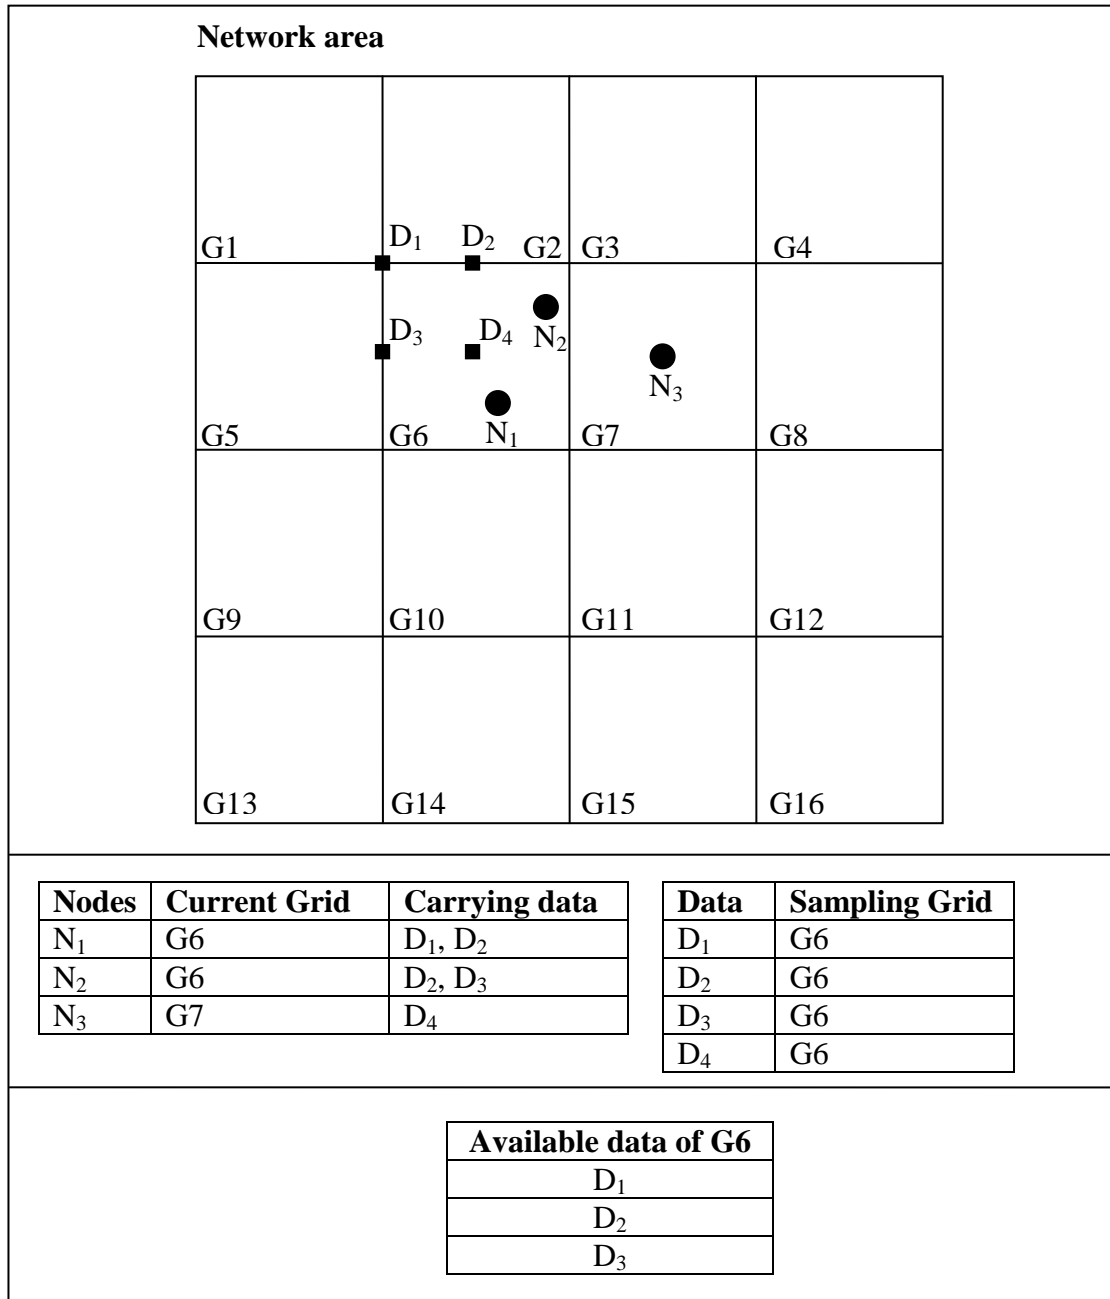 Network area
D₁ D₂
G1 G2 G3 G4
D₃ D₄ N₂
N₃
G5 G6 N₁ G7 G8
G9 G10 G11 G12
G13 G14 G15 G16
Nodes Current Grid Carrying data
N₁ G6 D₁, D₂
N₂ G6 D₂, D₃
N₃ G7 D₄
Data Sampling Grid
D₁ G6
D₂ G6
D₃ G6
D₄ G6
Available data of G6
D₁
D₂
D₃